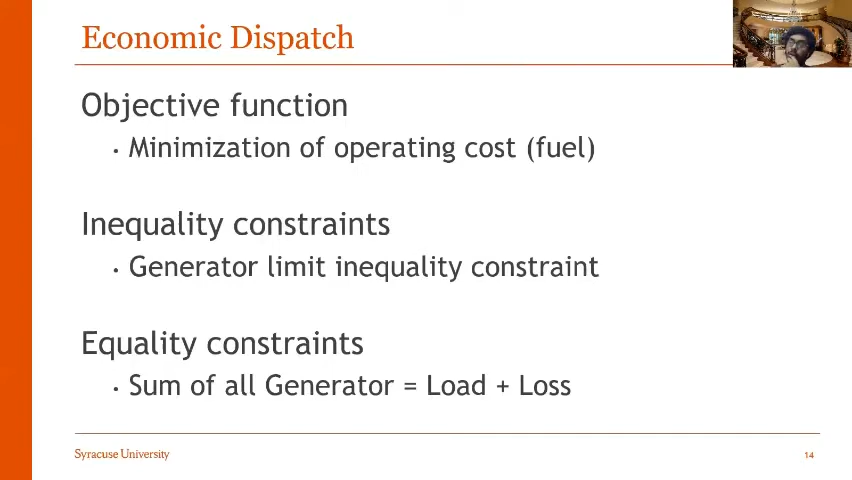 Economic Dispatch
Objective function
• Minimization of operating cost (fuel)
Inequality constraints
• Generator limit inequality constraint
Equality constraints
• Sum of all Generator = Load + Loss
Syracuse University
14